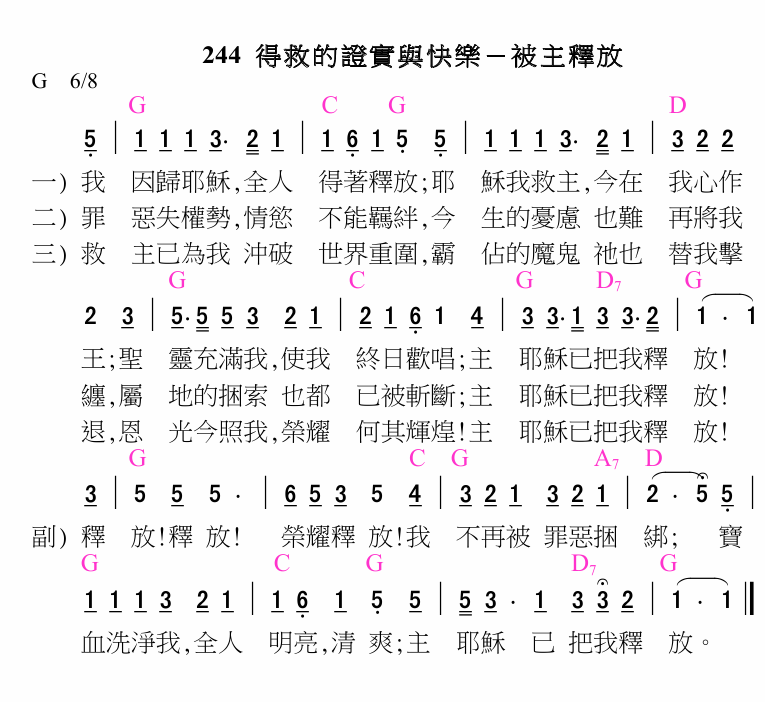 244 得救的證實與快樂－被主釋放
G 6/8
G C G D
5 | 1 1 1 3· 2 1 | 1 6 1 5 5 | 1 1 1 3· 2 1 | 3 2 2
一) 我 因歸耶穌,全人 得著釋放;耶 穌我救主,今在 我心作
二) 罪 惡失權勢,情慾 不能羈絆,今 生的憂慮 也難 再將我
三) 救 主已為我 沖破 世界重圍,霸 佔的魔鬼 祂也 替我擊
G C G D7 G
2 3 | 5·5 5 3 2 1 | 2 1 6 1 4 | 3 3·1 3 3·2 | 1 · 1
王;聖 靈充滿我,使我 終日歡唱;主 耶穌已把我釋 放!
纏,屬 地的捆索 也都 已被斬斷;主 耶穌已把我釋 放!
退,恩 光今照我,榮耀 何其輝煌!主 耶穌已把我釋 放!
G C G A7 D
3 | 5 5 5 · | 6 5 3 5 4 | 3 2 1 3 2 1 | 2 · 5 5 |
副) 釋 放!釋 放! 榮耀釋 放!我 不再被 罪惡捆 綁; 寶
G C G D7 G
1 1 1 3 2 1 | 1 6 1 5 5 | 5 3 · 1 3 3 2 | 1 · 1 ‖
血洗淨我,全人 明亮,清 爽;主 耶穌 已 把我釋 放。